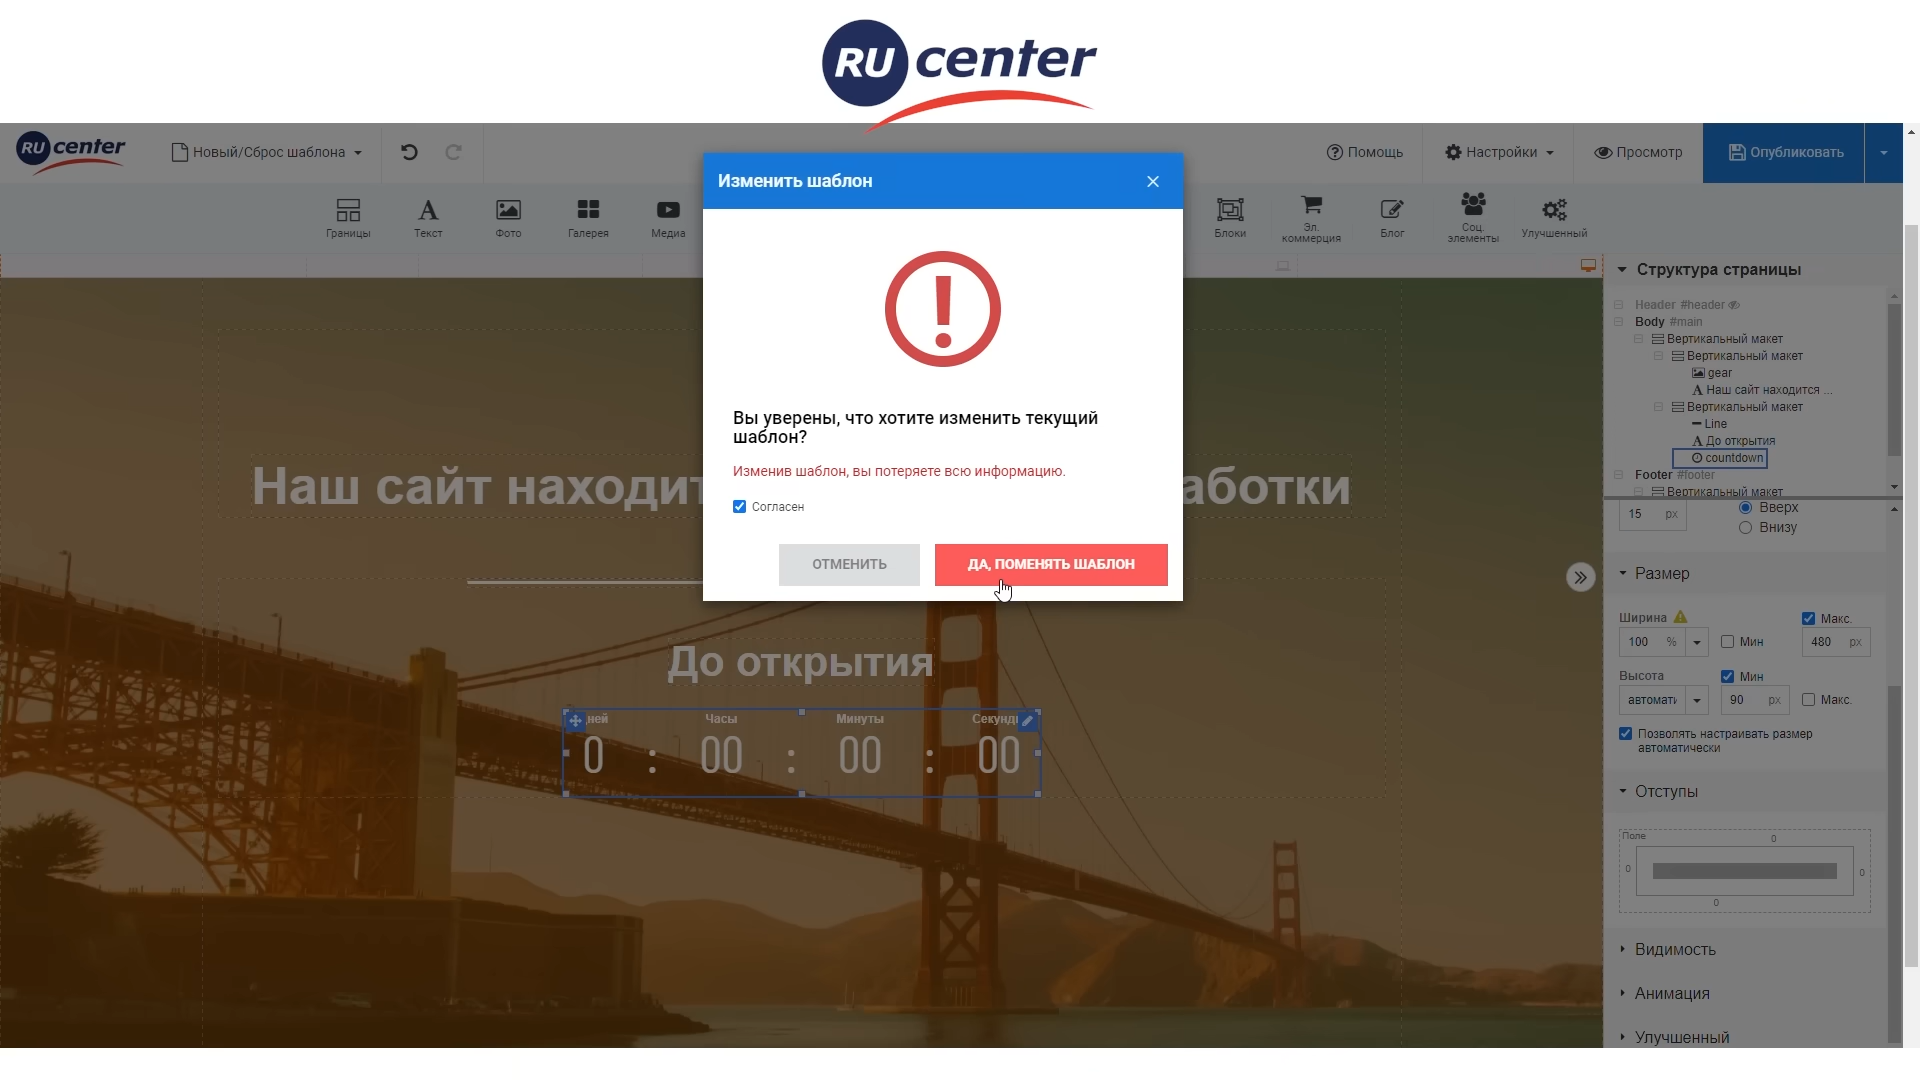 RU center
RU center
Новый/Сброс шаблона
Помощь
Настройки
Просмотр
Опубликовать
Границы
Текст
Фото
Галерея
Медиа
Блоки
Эл.
коммерция
Блог
Соц.
элементы
Улучшенный
Изменить шаблон
Вы уверены, что хотите изменить текущий
шаблон?
Изменив шаблон, вы потеряете всю информацию.
Согласен
ОТМЕНИТЬ
ДА, ПОМЕНЯТЬ ШАБЛОН
Наш сайт находит
аботки
До открытия
ней
Часы
Минуты
Секунд
0 : 00 : 00 : 00
Структура страницы
Header #header
Body #main
Вертикальный макет
Вертикальный макет
gear
Наш сайт находится ...
Вертикальный макет
Line
До открытия
countdown
Footer #footer
Вертикальный макет
15 px
Вверх
Внизу
Размер
Ширина
Макс.
100 %
Мин
480 px
Высота
Мин
автомати
90 px
Макс.
Позволять настраивать размер
автоматически
Отступы
Поле
0
0
0
0
Видимость
Анимация
Улучшенный